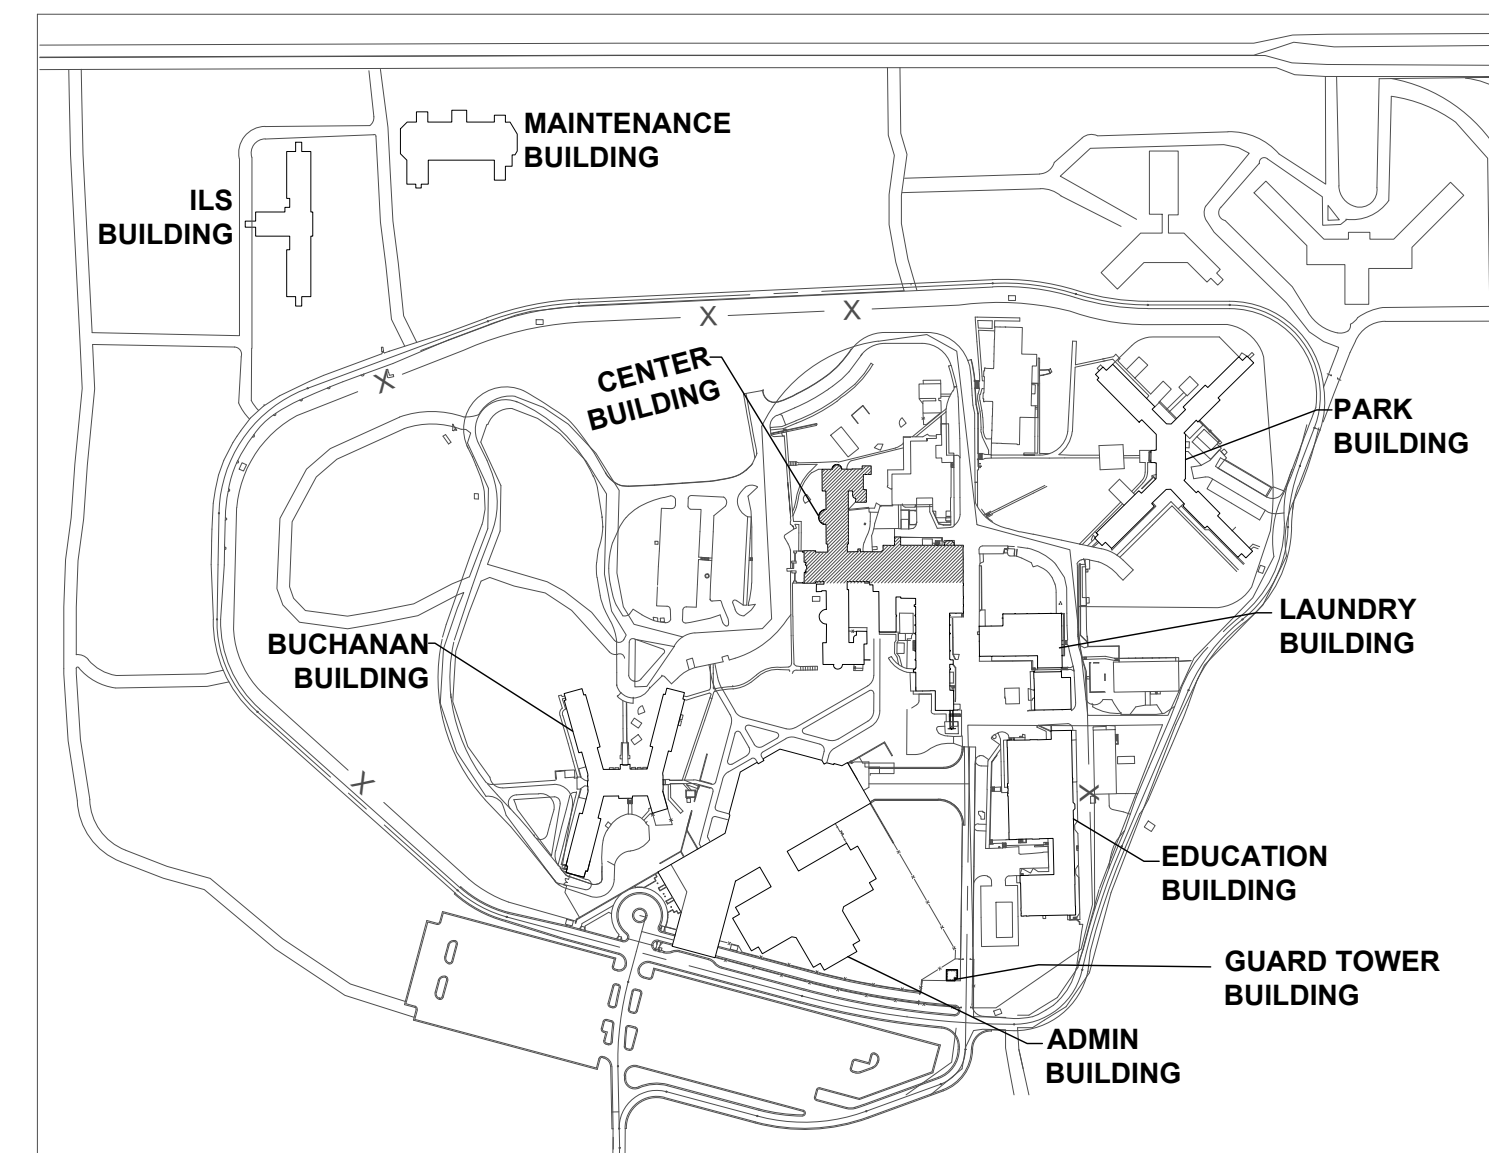 MAINTENANCE
BUILDING
ILS
BUILDING
X
X
CENTER
BUILDING
X
PARK
BUILDING
LAUNDRY
BUILDING
BUCHANAN
BUILDING
X
X
EDUCATION
BUILDING
GUARD TOWER
BUILDING
ADMIN
BUILDING